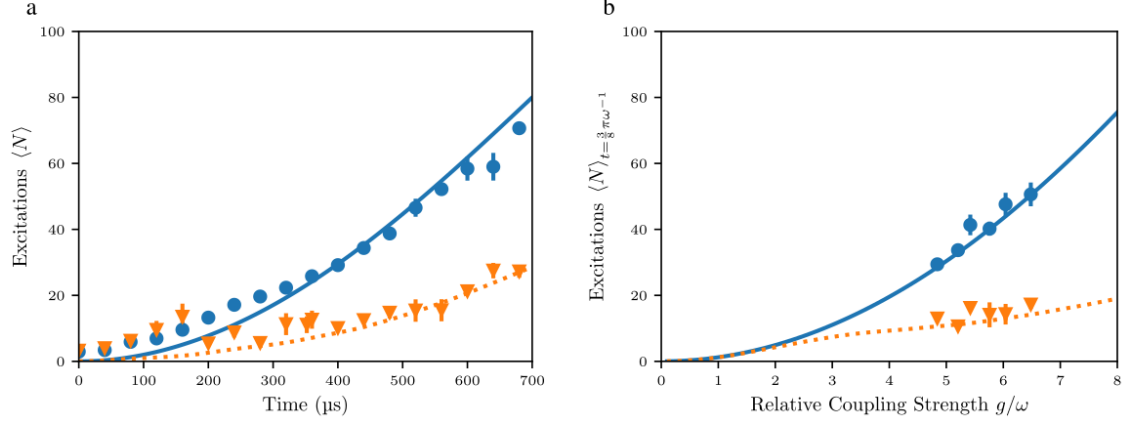 a
100
80
60
40
20
0
Excitations ⟨N⟩
0 100 200 300 400 500 600 700
Time (µs)
b
100
80
60
40
20
0
Excitations ⟨N⟩ₜ₌₃⁄₈πω⁻¹
0 1 2 3 4 5 6 7 8
Relative Coupling Strength g/ω